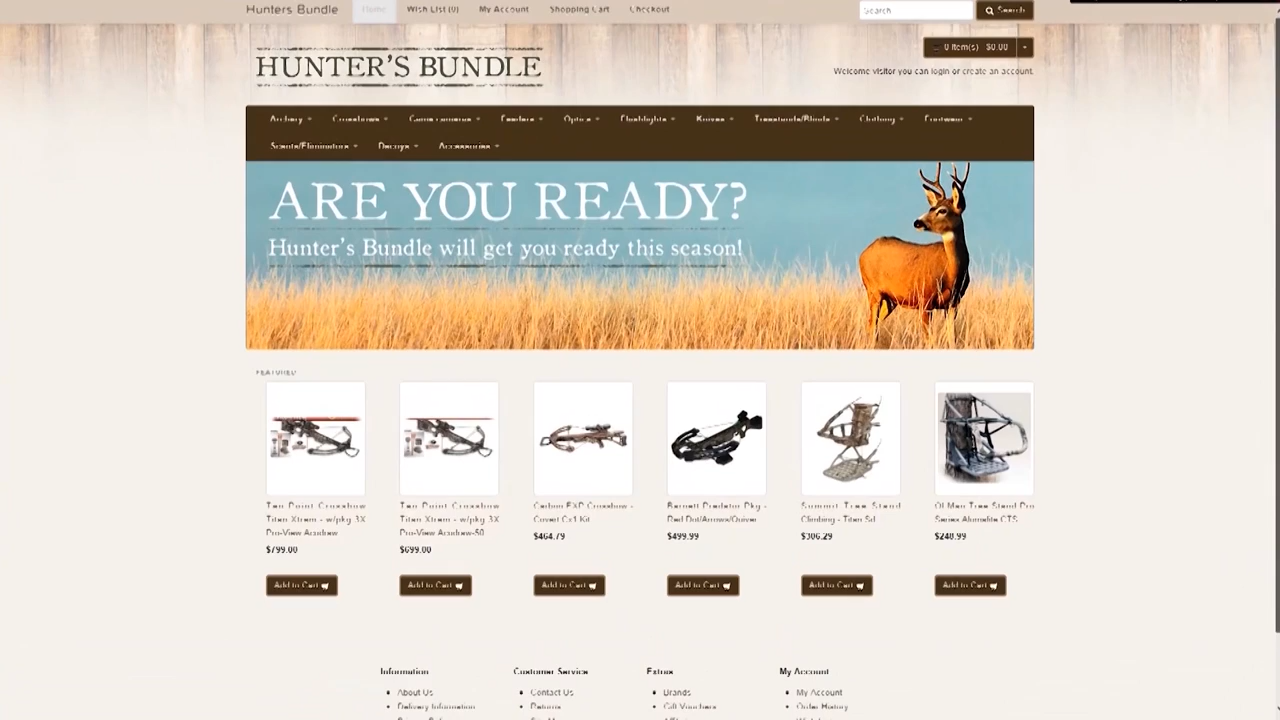 Hunters Bundle Home Wish List (0) My Account Shopping Cart Checkout Search Search
0 item(s) $0.00
HUNTER'S BUNDLE
Welcome visitor you can login or create an account.
Archery Crossbows Game cameras Feeders Optics Flashlights Knives Treestands/Blinds Clothing Footwear
Scents/Eliminators Decoys Accessories
ARE YOU READY?
Hunter's Bundle will get you ready this season!
FEATURED
Ten Point Crossbow
Titan Xtrem - w/pkg 3X
Pro-View Acudraw
$799.00
Add to Cart
Ten Point Crossbow
Titan Xtrem - w/pkg 3X
Pro-View Acudraw-50
$699.00
Add to Cart
Carbon EXP Crossbow -
Covert Cx1 Kit
$464.79
Add to Cart
Barnett Predator Pkg -
Red Dot/Arrows/Quiver
$499.99
Add to Cart
Summit Tree Stand
Climbing - Titan Sd
$306.29
Add to Cart
Ol Man Tree Stand Pro
Series Alumalite CTS
$248.99
Add to Cart
Information
About Us
Delivery Information
Customer Service
Contact Us
Returns
Extras
Brands
Gift Vouchers
My Account
My Account
Order History